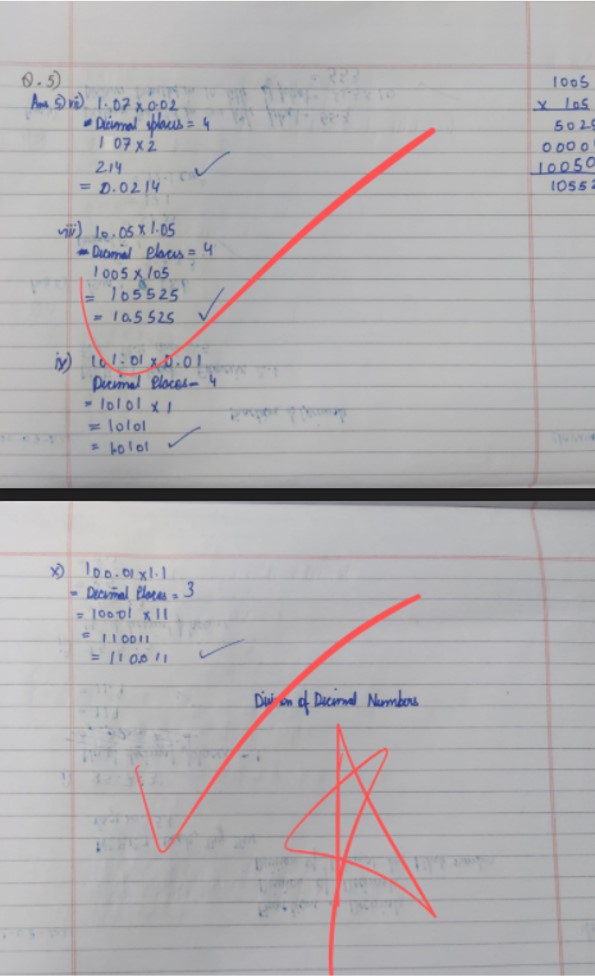 Q.5)
Ans.5) vii) 1.07 x 0.02
Decimal places = 4
107 x 2
214
= 0.0214
viii) 10.05 x 1.05
Decimal Places = 4
1005 x 105
= 105525
= 10.5525
ix) 101.01 x 0.01
Decimal Places - 4
= 10101 x 1
= 10101
= 1.0101
1005
x 105
5025
0000
10050
10552
x) 100.01 x 1.1
= Decimal Places = 3
= 10001 x 11
= 110011
= 110.011
Division of Decimal Numbers